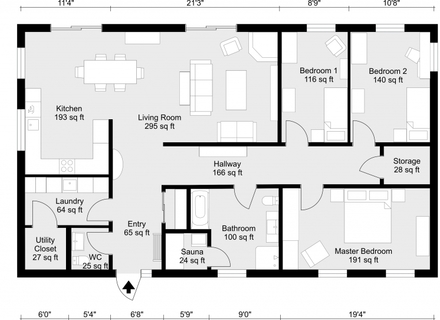 11'4" 21'3" 8'9" 10'8"
Bedroom 1
116 sq ft
Bedroom 2
140 sq ft
Kitchen
193 sq ft
Living Room
295 sq ft
Hallway
166 sq ft
Storage
28 sq ft
Laundry
64 sq ft
Entry
65 sq ft
Bathroom
100 sq ft
Utility
Closet
27 sq ft
WC
25 sq ft
Sauna
24 sq ft
Master Bedroom
191 sq ft
6'0" 5'4" 6'8" 5'9" 9'0" 19'4"